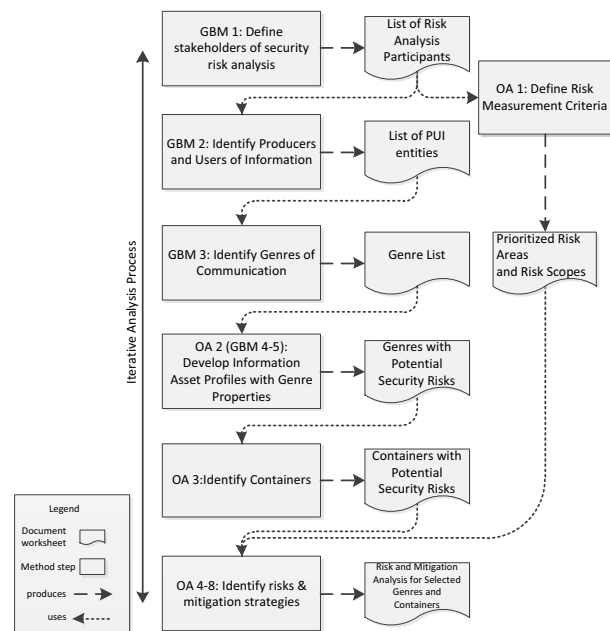 GBM 1: Define
stakeholders of security
risk analysis
List of Risk
Analysis
Participants
OA 1: Define Risk
Measurement Criteria
GBM 2: Identify Producers
and Users of Information
List of PUI
entities
GBM 3: Identify Genres of
Communication
Genre List
Prioritized Risk
Areas
and Risk Scopes
Iterative Analysis Process
OA 2 (GBM 4-5):
Develop Information
Asset Profiles with Genre
Properties
Genres with
Potential
Security Risks
OA 3:Identify Containers
Containers with
Potential
Security Risks
OA 4-8: Identify risks &
mitigation strategies
Risk and Mitigation
Analysis for Selected
Genres and
Containers
Legend
Document
worksheet
Method step
produces
uses